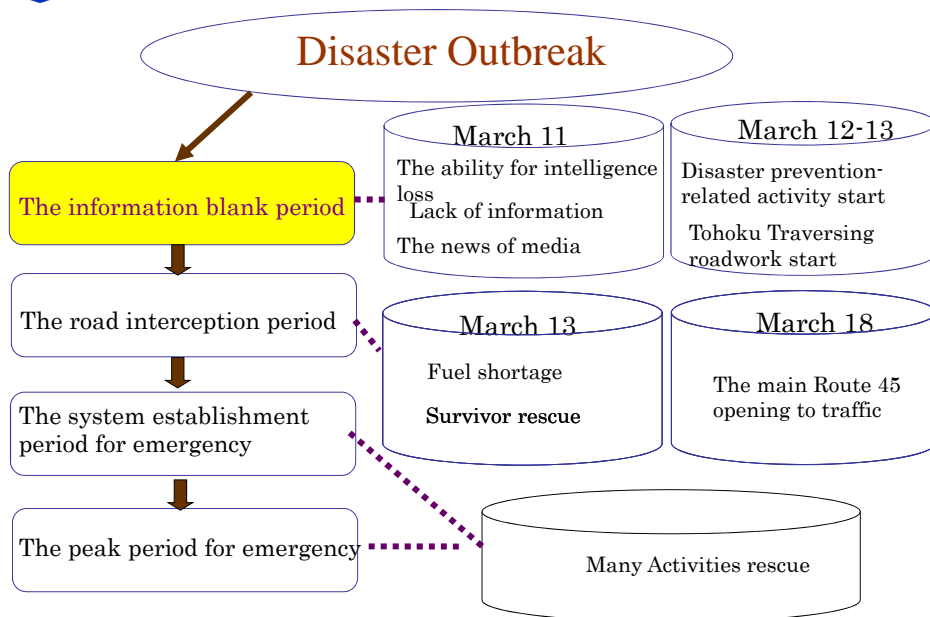 Disaster Outbreak
March 11
The ability for intelligence
loss
Lack of information
The news of media
March 12-13
Disaster prevention-
related activity start
Tohoku Traversing
roadwork start
The information blank period
The road interception period
March 13
Fuel shortage
Survivor rescue
March 18
The main Route 45
opening to traffic
The system establishment
period for emergency
The peak period for emergency
Many Activities rescue